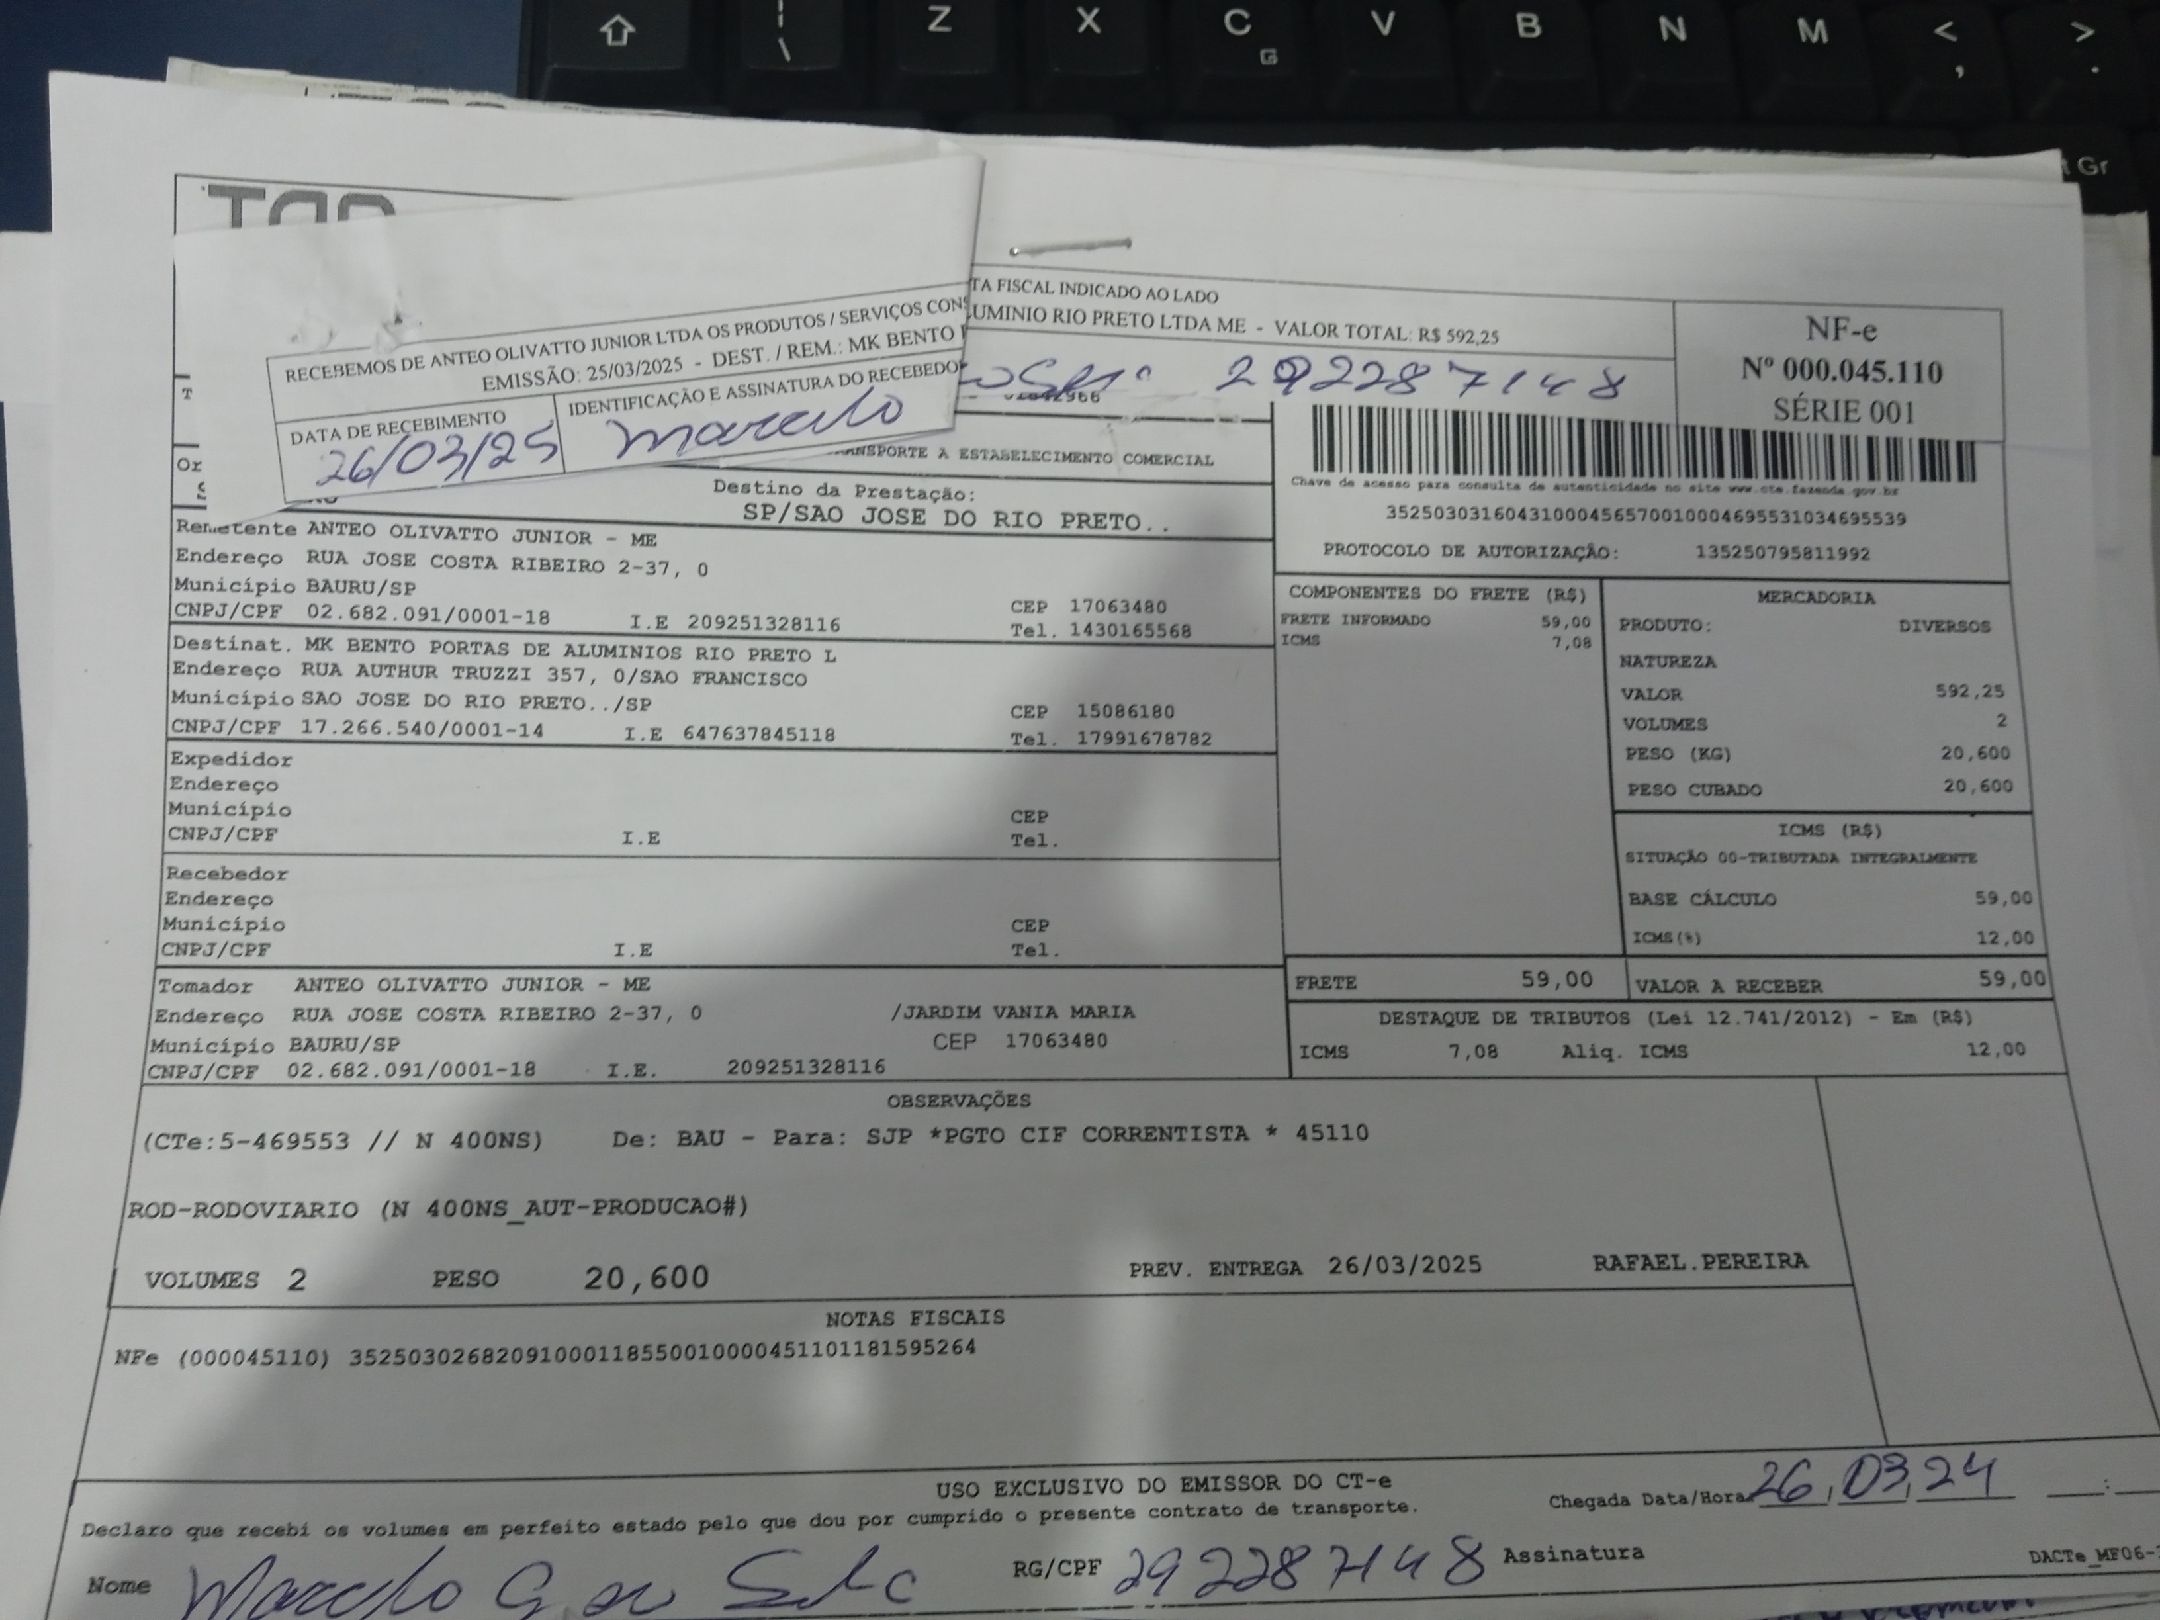 RECEBEMOS DE ANTEO OLIVATTO JUNIOR LTDA OS PRODUTOS / SERVIÇOS CONS
EMISSÃO: 25/03/2025 - DEST. / REM.: MK BENTO
DATA DE RECEBIMENTO
26/03/25
IDENTIFICAÇÃO E ASSINATURA DO RECEBEDO
marcelo
TA FISCAL INDICADO AO LADO
UMINIO RIO PRETO LTDA ME - VALOR TOTAL: R$ 592,25
292287148
NF-e
Nº 000.045.110
SÉRIE 001
ANSPORTE A ESTABELECIMENTO COMERCIAL
Destino da Prestação:
SP/SAO JOSE DO RIO PRETO..
Chave de acesso para consulta de autenticidade no site www.cte.fazenda.gov.br
35250303160431000456570010004695531034695539
PROTOCOLO DE AUTORIZAÇÃO: 135250795811992
Remetente ANTEO OLIVATTO JUNIOR - ME
Endereço RUA JOSE COSTA RIBEIRO 2-37, 0
Município BAURU/SP
CEP 17063480
CNPJ/CPF 02.682.091/0001-18 I.E 209251328116 Tel. 1430165568
Destinat. MK BENTO PORTAS DE ALUMINIOS RIO PRETO L
Endereço RUA AUTHUR TRUZZI 357, 0/SAO FRANCISCO
Município SAO JOSE DO RIO PRETO../SP CEP 15086180
CNPJ/CPF 17.266.540/0001-14 I.E 647637845118 Tel. 17991678782
Expedidor
Endereço
Município CEP
CNPJ/CPF I.E Tel.
Recebedor
Endereço
Município CEP
CNPJ/CPF I.E Tel.
Tomador ANTEO OLIVATTO JUNIOR - ME
Endereço RUA JOSE COSTA RIBEIRO 2-37, 0 /JARDIM VANIA MARIA
Município BAURU/SP CEP 17063480
CNPJ/CPF 02.682.091/0001-18 I.E. 209251328116
COMPONENTES DO FRETE (R$)
FRETE INFORMADO 59,00
ICMS 7,08
MERCADORIA
PRODUTO: DIVERSOS
NATUREZA
VALOR 592,25
VOLUMES 2
PESO (KG) 20,600
PESO CUBADO 20,600
ICMS (R$)
SITUAÇÃO 00-TRIBUTADA INTEGRALMENTE
BASE CÁLCULO 59,00
ICMS(%) 12,00
FRETE 59,00 VALOR A RECEBER 59,00
DESTAQUE DE TRIBUTOS (Lei 12.741/2012) - Em (R$)
ICMS 7,08 Aliq. ICMS 12,00
OBSERVAÇÕES
(CTe:5-469553 // N 400NS) De: BAU - Para: SJP *PGTO CIF CORRENTISTA * 45110
ROD-RODOVIARIO (N 400NS_AUT-PRODUCAO#)
VOLUMES 2 PESO 20,600 PREV. ENTREGA 26/03/2025 RAFAEL.PEREIRA
NOTAS FISCAIS
NFe (000045110) 35250302682091000118550010000451101181595264
USO EXCLUSIVO DO EMISSOR DO CT-e
Declaro que recebi os volumes em perfeito estado pelo que dou por cumprido o presente contrato de transporte.
Chegada Data/Hora 26,03,24
Nome Marcelo
RG/CPF 292287148 Assinatura
DACTe_MF06-